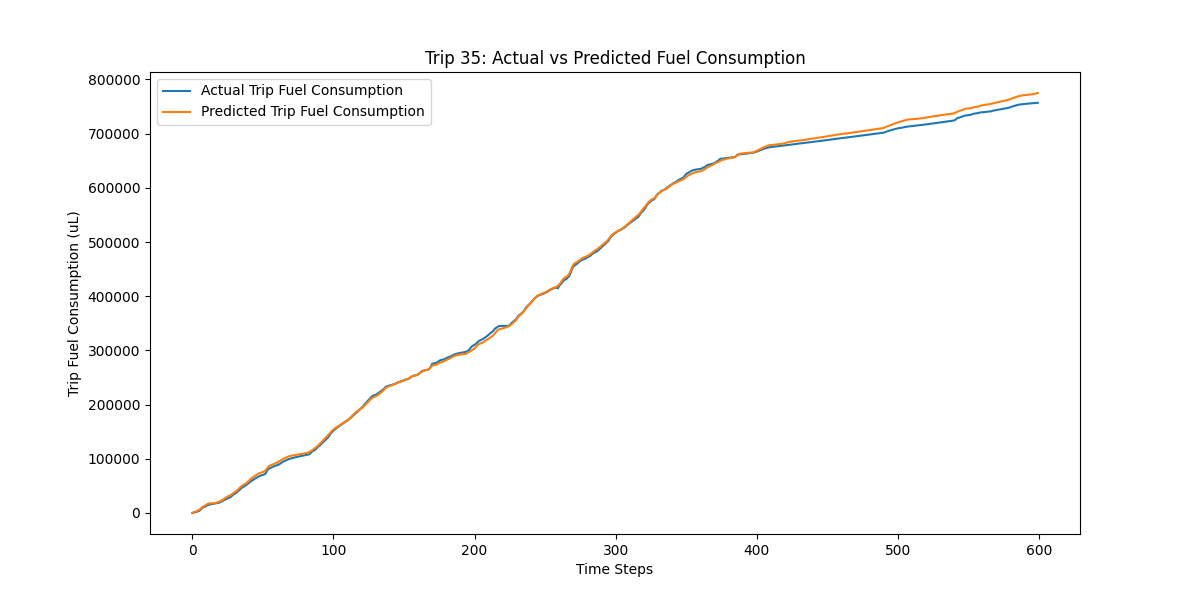 Trip 35: Actual vs Predicted Fuel Consumption
Actual Trip Fuel Consumption
Predicted Trip Fuel Consumption
Trip Fuel Consumption (uL)
800000
700000
600000
500000
400000
300000
200000
100000
0
0 100 200 300 400 500 600
Time Steps